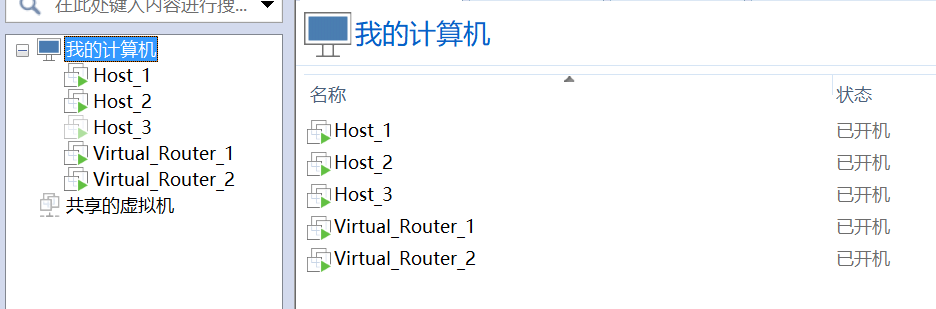 在此处键入内容进行搜...
我的计算机
Host_1
Host_2
Host_3
Virtual_Router_1
Virtual_Router_2
共享的虚拟机
我的计算机
名称 状态
Host_1 已开机
Host_2 已开机
Host_3 已开机
Virtual_Router_1 已开机
Virtual_Router_2 已开机